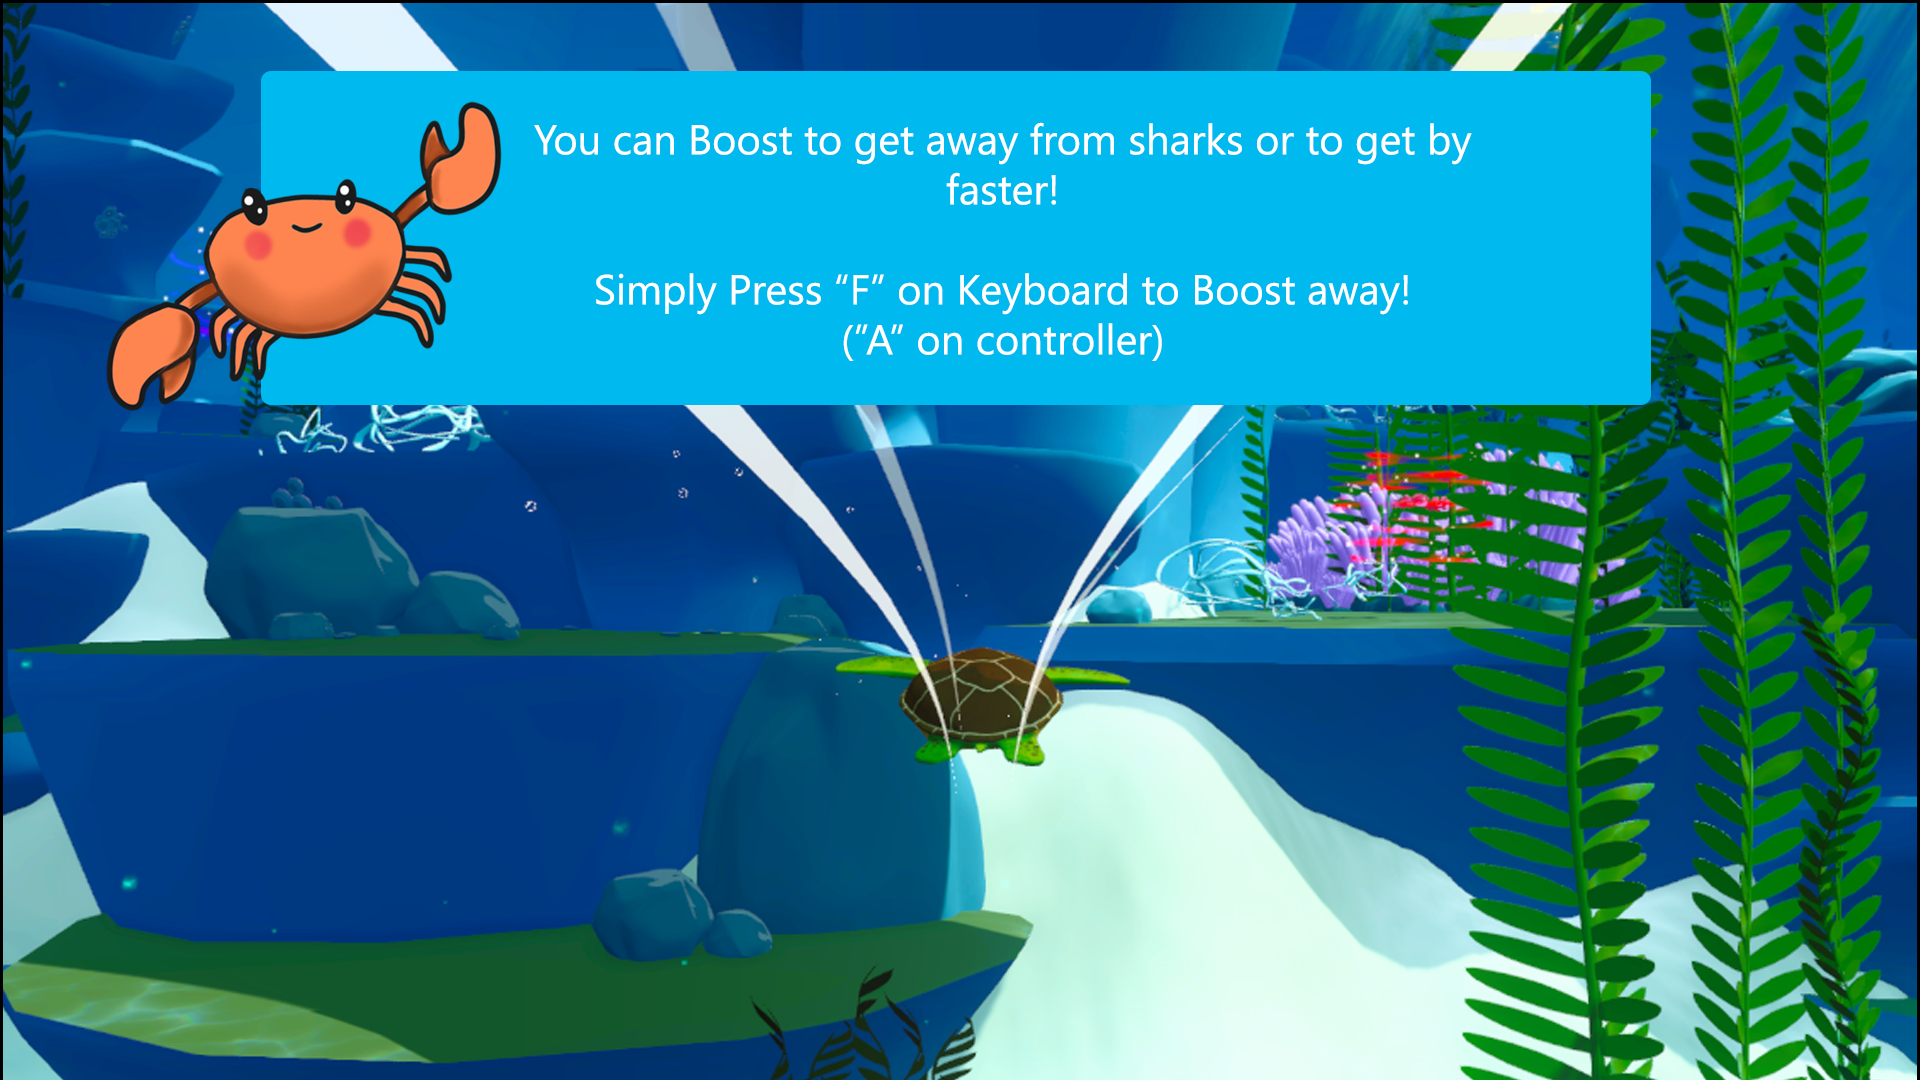 You can Boost to get away from sharks or to get by
faster!
Simply Press “F” on Keyboard to Boost away!
(“A” on controller)